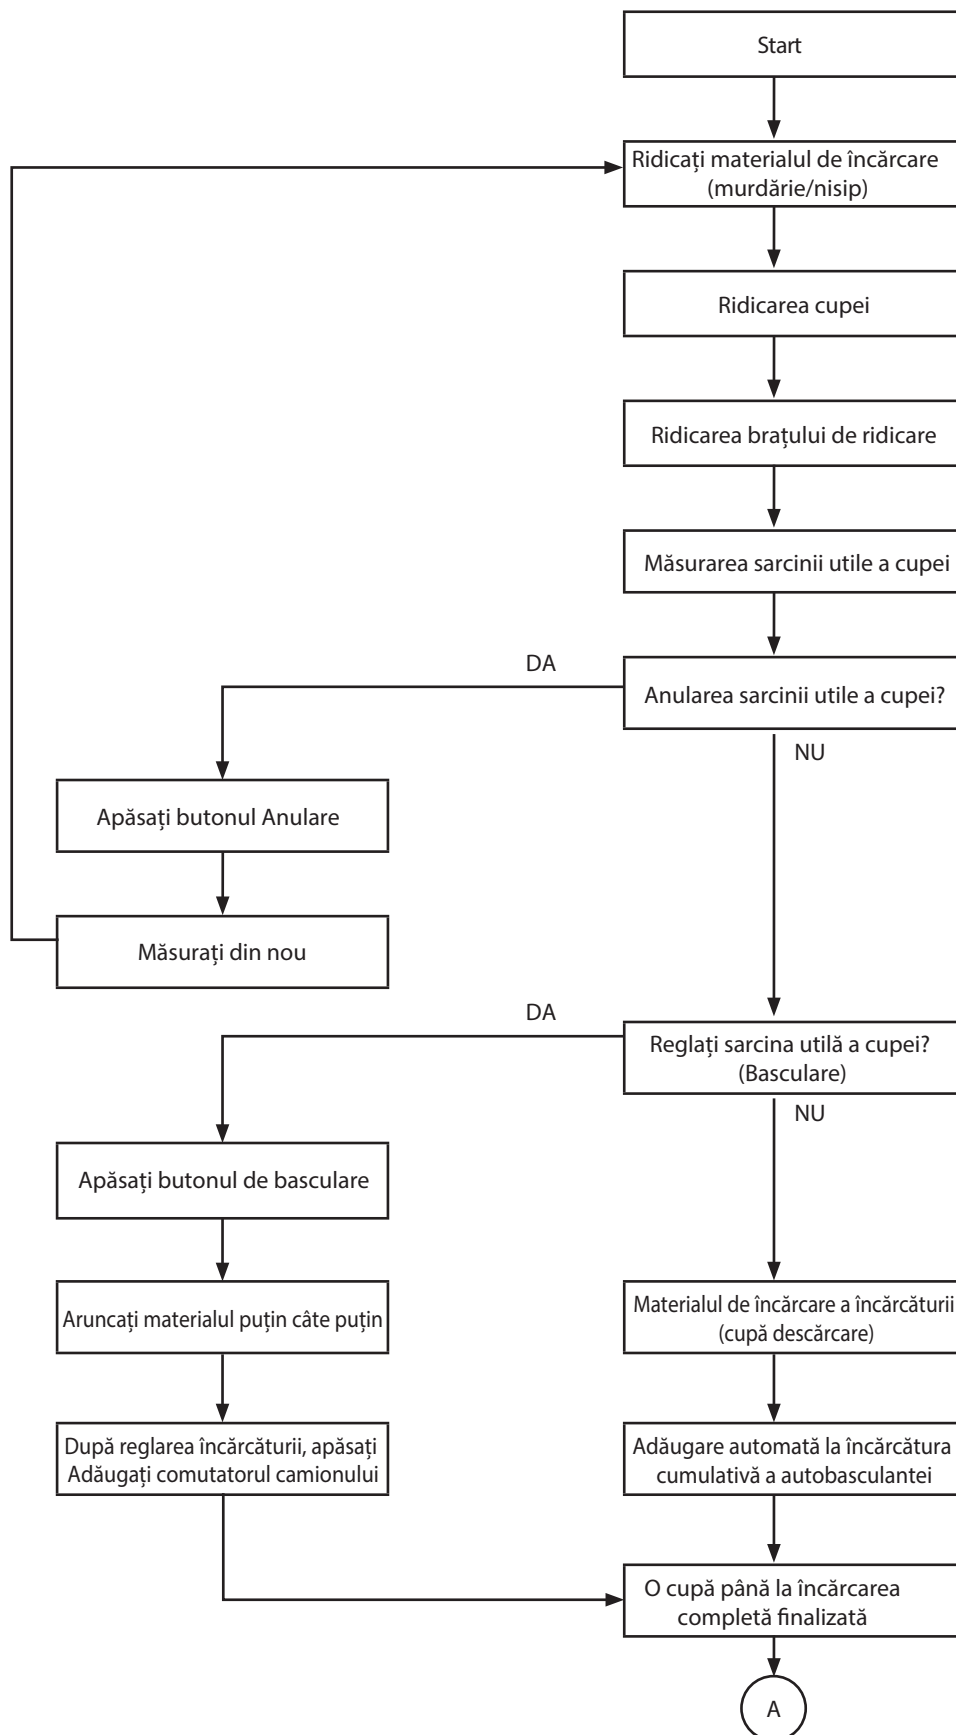 Start
Ridicați materialul de încărcare
(murdărie/nisip)
Ridicarea cupei
Ridicarea brațului de ridicare
Măsurarea sarcinii utile a cupei
DA
Anularea sarcinii utile a cupei?
NU
Apăsați butonul Anulare
Măsurați din nou
DA
Reglați sarcina utilă a cupei?
(Basculare)
NU
Apăsați butonul de basculare
Aruncați materialul puțin câte puțin
Materialul de încărcare a încărcăturii
(cupă descărcare)
După reglarea încărcăturii, apăsați
Adăugați comutatorul camionului
Adăugare automată la încărcătura
cumulativă a autobasculantei
O cupă până la încărcarea
completă finalizată
A